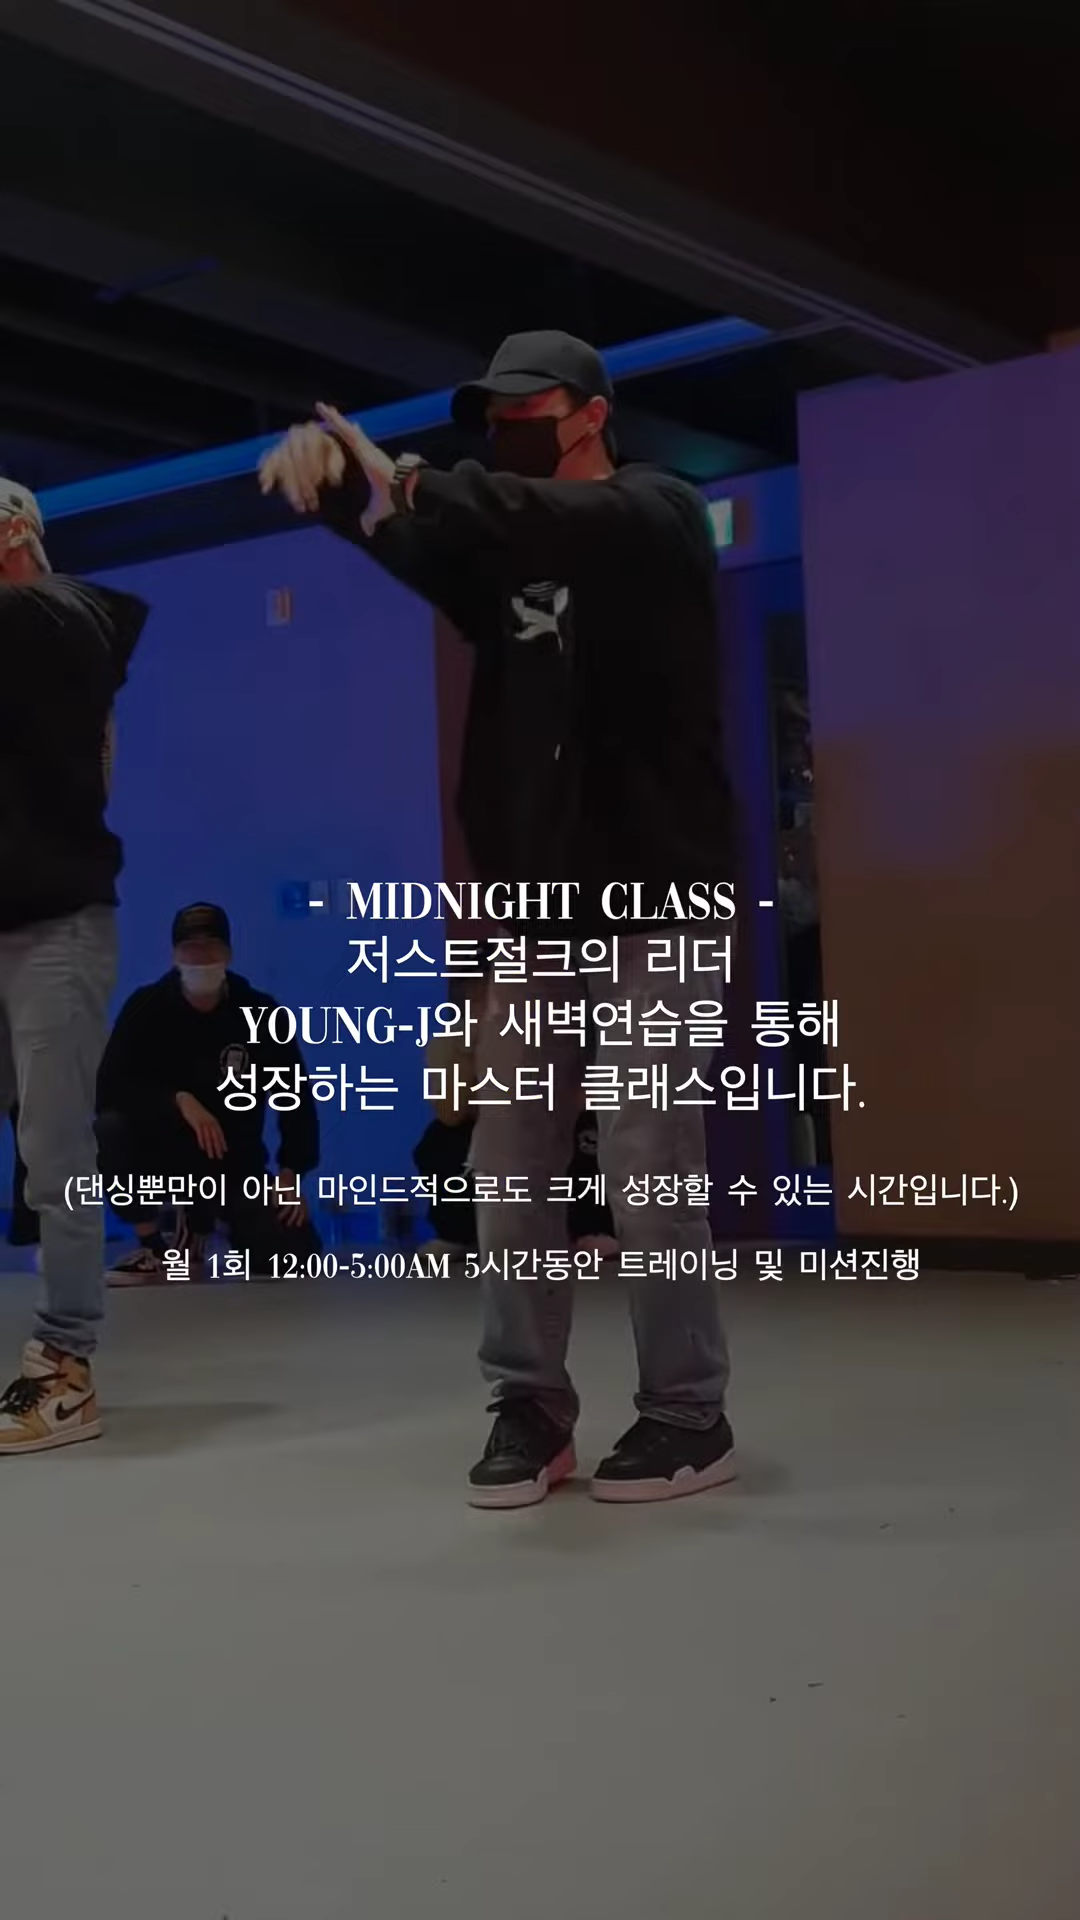 - MIDNIGHT CLASS -
저스트절크의 리더
YOUNG-J와 새벽연습을 통해
성장하는 마스터 클래스입니다.
(댄싱뿐만이 아닌 마인드적으로도 크게 성장할 수 있는 시간입니다.)
월 1회 12:00-5:00AM 5시간동안 트레이닝 및 미션진행